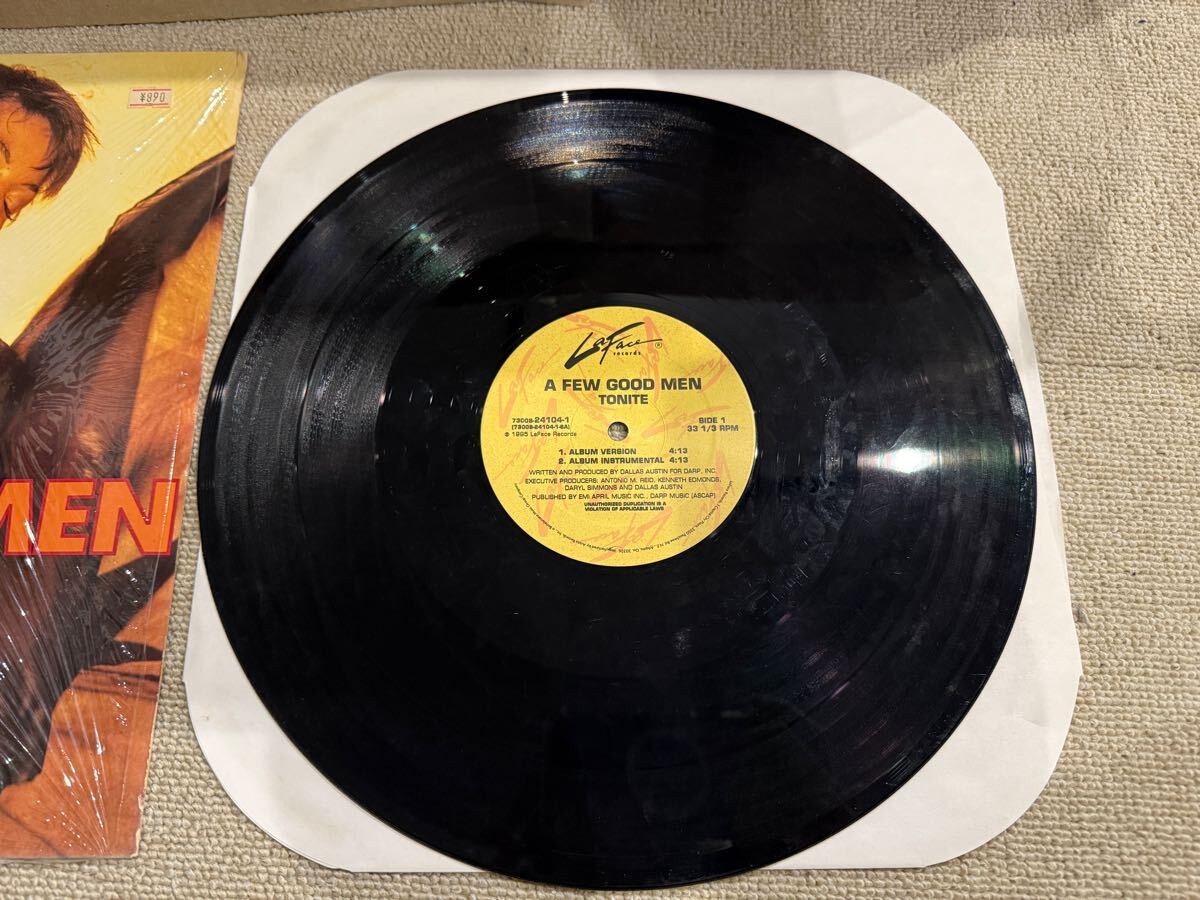 ¥890
MEN
LaFace
records ®
A FEW GOOD MEN
TONITE
73008-24104-1
(73008-24104-1-SA)
℗ 1995 LaFace Records
SIDE 1
33 1/3 RPM
1. ALBUM VERSION 4:13
2. ALBUM INSTRUMENTAL 4:13
WRITTEN AND PRODUCED BY DALLAS AUSTIN FOR DARP, INC.
EXECUTIVE PRODUCERS: ANTONIO M. REID, KENNETH EDMONDS,
DARYL SIMMONS AND DALLAS AUSTIN
PUBLISHED BY EMI APRIL MUSIC INC., DARP MUSIC (ASCAP)
UNAUTHORIZED DUPLICATION IS A
VIOLATION OF APPLICABLE LAWS